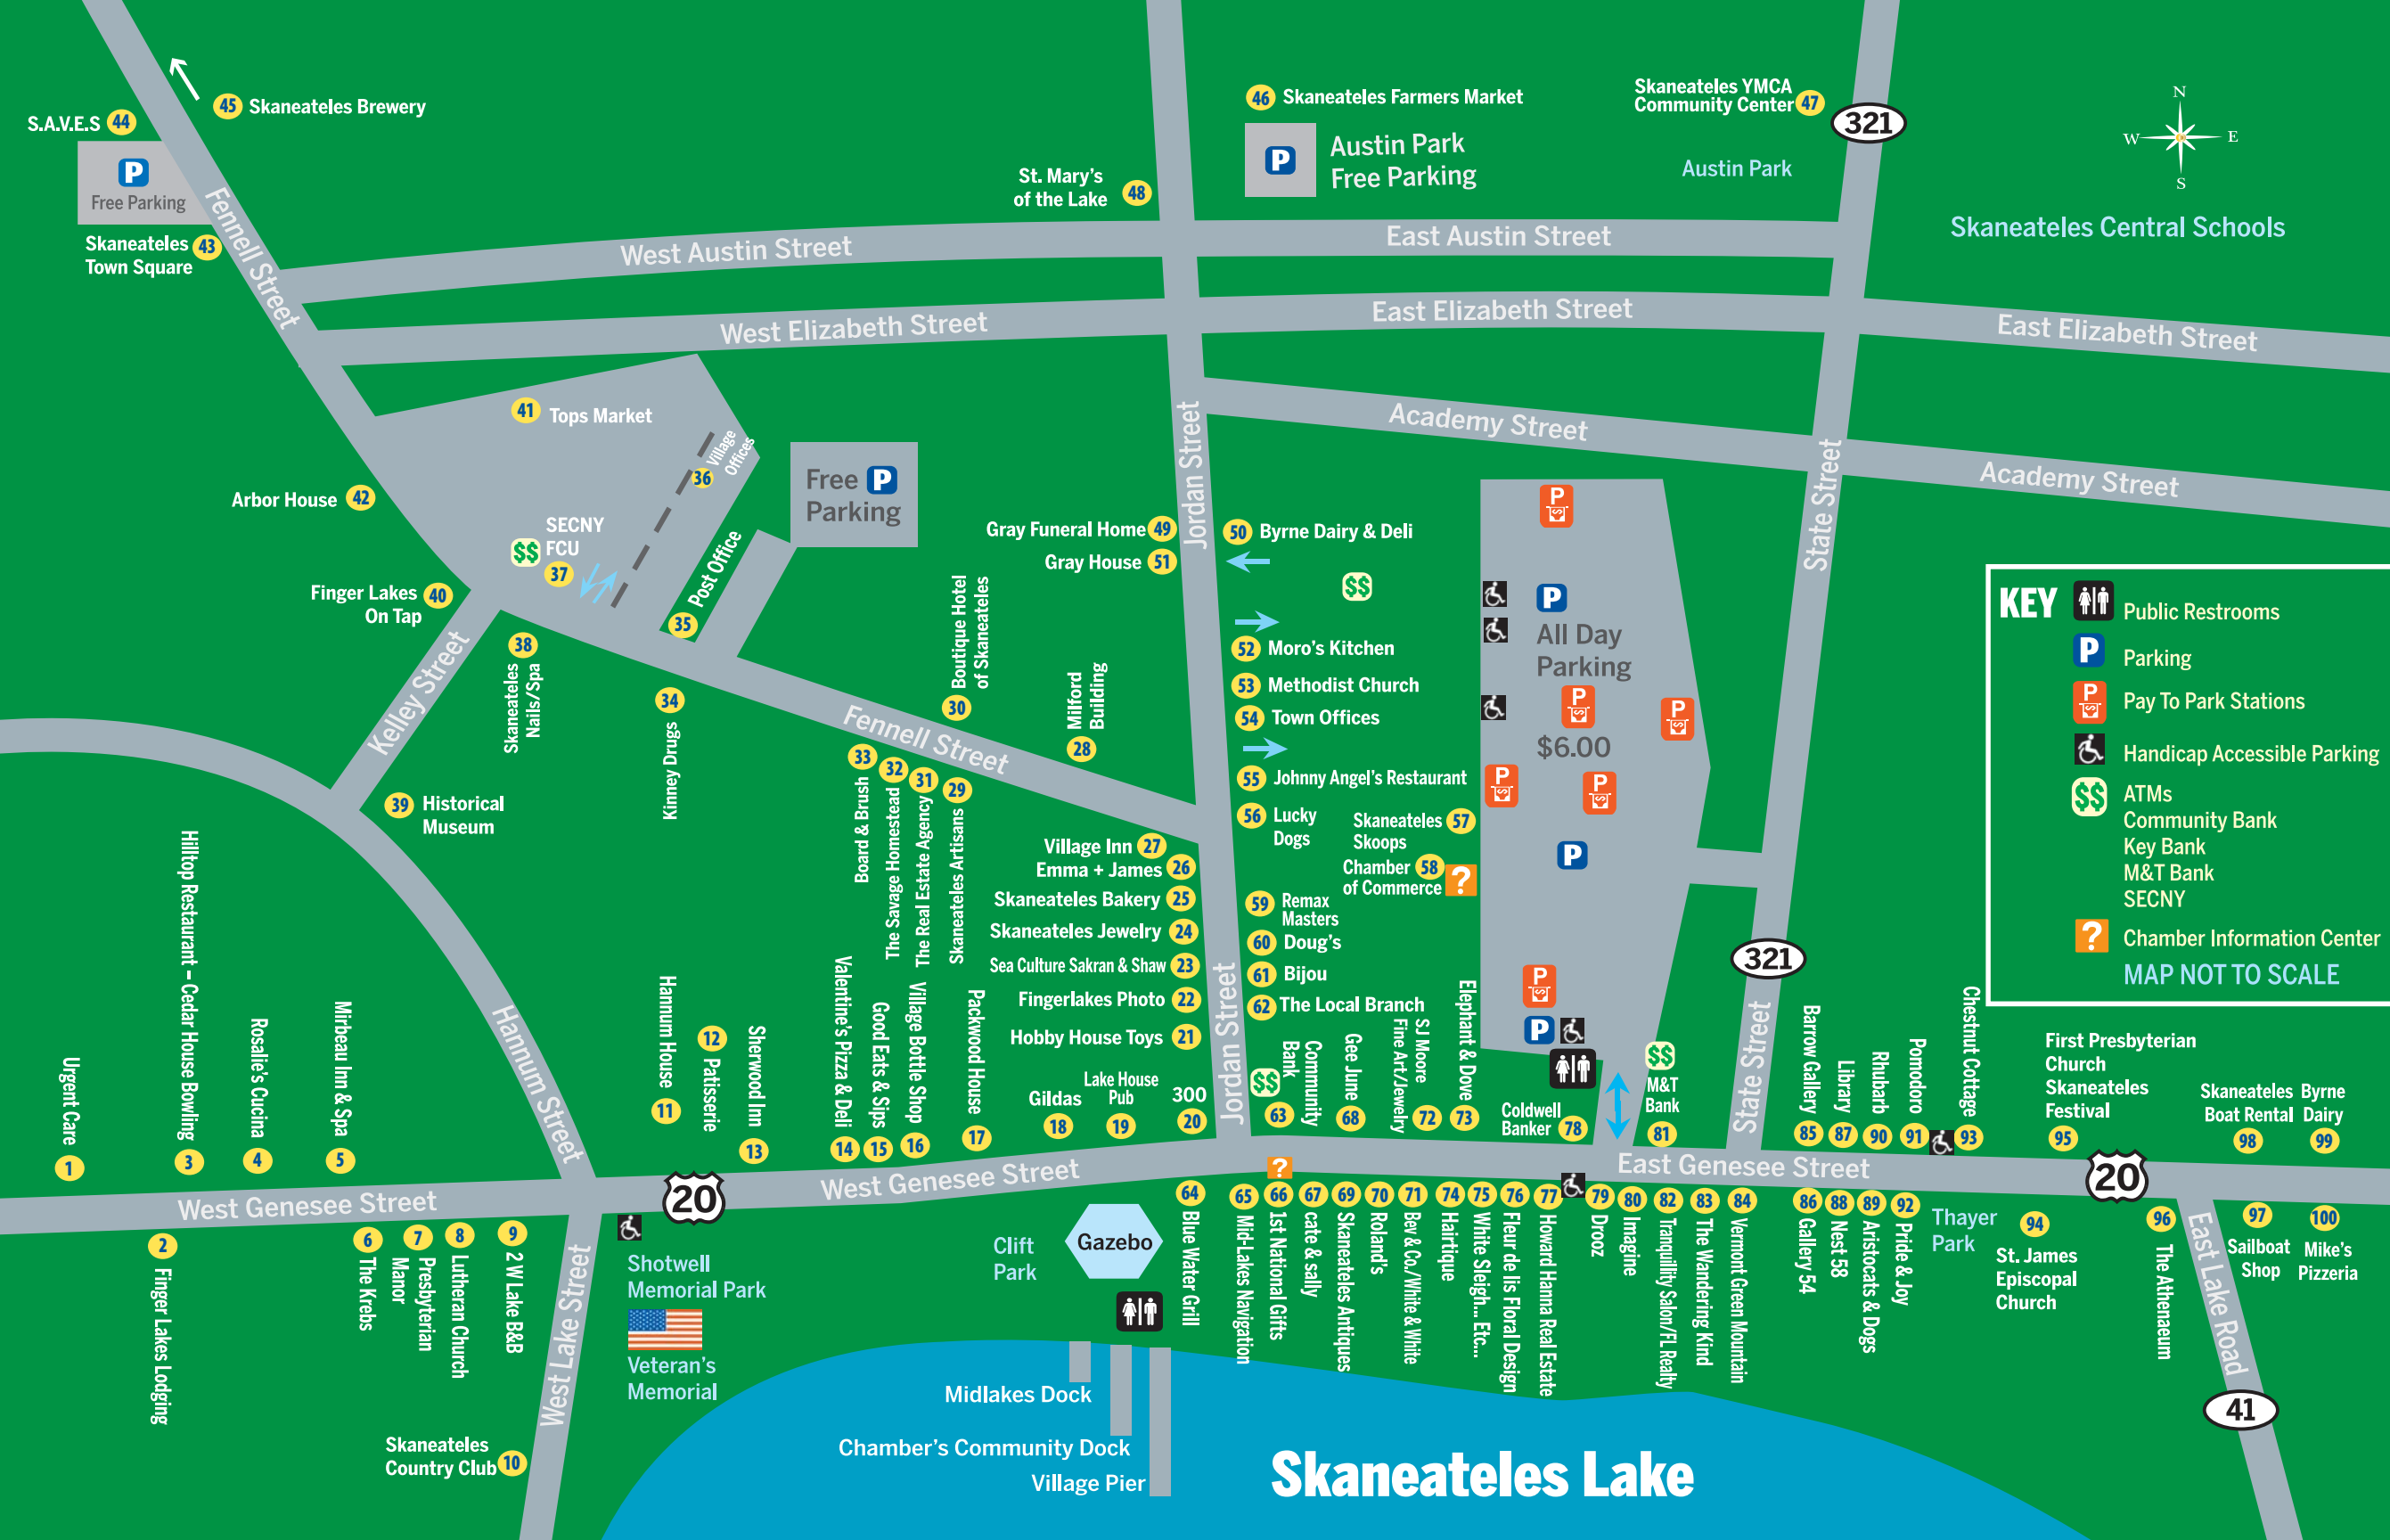 45 Skaneateles Brewery
S.A.V.E.S 44
P
Free Parking
Skaneateles 43
Town Square
Fennell Street
46 Skaneateles Farmers Market
P
Austin Park
Free Parking
Skaneateles YMCA
Community Center 47
321
Austin Park
N
W E
S
Skaneateles Central Schools
St. Mary's
of the Lake 48
West Austin Street
East Austin Street
West Elizabeth Street
East Elizabeth Street
East Elizabeth Street
Academy Street
Academy Street
Jordan Street
State Street
41 Tops Market
36 Village
Offices
Free P
Parking
Arbor House 42
SECNY
$$ FCU
37
Post Office
35
Finger Lakes 40
On Tap
38
Skaneateles
Nails/Spa
Kelley Street
34
Kinney Drugs
39 Historical
Museum
Boutique Hotel
of Skaneateles
30
Milford
Building
28
Fennell Street
33
Board & Brush
32
The Savage Homestead
31
The Real Estate Agency
29
Skaneateles Artisans
Gray Funeral Home 49
Gray House 51
50 Byrne Dairy & Deli
$$
52 Moro's Kitchen
53 Methodist Church
54 Town Offices
55 Johnny Angel's Restaurant
56 Lucky
Dogs
Skaneateles 57
Skoops
Chamber 58
of Commerce
?
59 Remax
Masters
60 Doug's
61 Bijou
62 The Local Branch
P
$
P
All Day
Parking
P
$
P
$
$6.00
P
$
P
$
P
P
$
P
KEY
Public Restrooms
P
Parking
P
$
Pay To Park Stations
Handicap Accessible Parking
$$
ATMs
Community Bank
Key Bank
M&T Bank
SECNY
?
Chamber Information Center
MAP NOT TO SCALE
Village Inn 27
Emma + James 26
Skaneateles Bakery 25
Skaneateles Jewelry 24
Sea Culture Sakran & Shaw 23
Fingerlakes Photo 22
Hobby House Toys 21
Jordan Street
321
State Street
Hannum Street
Urgent Care
1
Hilltop Restaurant – Cedar House Bowling
3
Rosalie's Cucina
4
Mirbeau Inn & Spa
5
Hannum House
11
12
Patisserie
Sherwood Inn
13
Valentine's Pizza & Deli
14
Good Eats & Sips
15
Village Bottle Shop
16
Packwood House
17
Gildas
18
Lake House
Pub
19
300
20
$$
Community
Bank
63
Gee June
68
SJ Moore
Fine Art/Jewelry
72
Elephant & Dove
73
Coldwell
Banker 78
$$
M&T
Bank
81
Barrow Gallery
85
Library
87
Rhubarb
90
Pomodoro
91
Chestnut Cottage
93
First Presbyterian
Church
Skaneateles
Festival
95
Skaneateles
Boat Rental
98
Byrne
Dairy
99
West Genesee Street
20
West Genesee Street
?
East Genesee Street
20
2
Finger Lakes Lodging
6
The Krebs
7
Presbyterian
Manor
8
Lutheran Church
9
2 W Lake B&B
Skaneateles
Country Club 10
West Lake Street
Shotwell
Memorial Park
Veteran's
Memorial
Clift
Park
Gazebo
64
Blue Water Grill
65
Mid-Lakes Navigation
66
1st National Gifts
67
cate & sally
69
Skaneateles Antiques
70
Roland's
71
Bev & Co./White & White
74
Hairtique
75
White Sleigh... Etc...
76
Fleur de lis Floral Design
77
Howard Hanna Real Estate
79
Drooz
80
Imagine
82
Tranquillity Salon/FL Realty
83
The Wandering Kind
84
Vermont Green Mountain
86
Gallery 54
88
Nest 58
89
Aristocats & Dogs
92
Pride & Joy
Thayer
Park
94
St. James
Episcopal
Church
96
The Athenaeum
East Lake Road
97
Sailboat
Shop
100
Mike's
Pizzeria
41
Midlakes Dock
Chamber's Community Dock
Village Pier
Skaneateles Lake